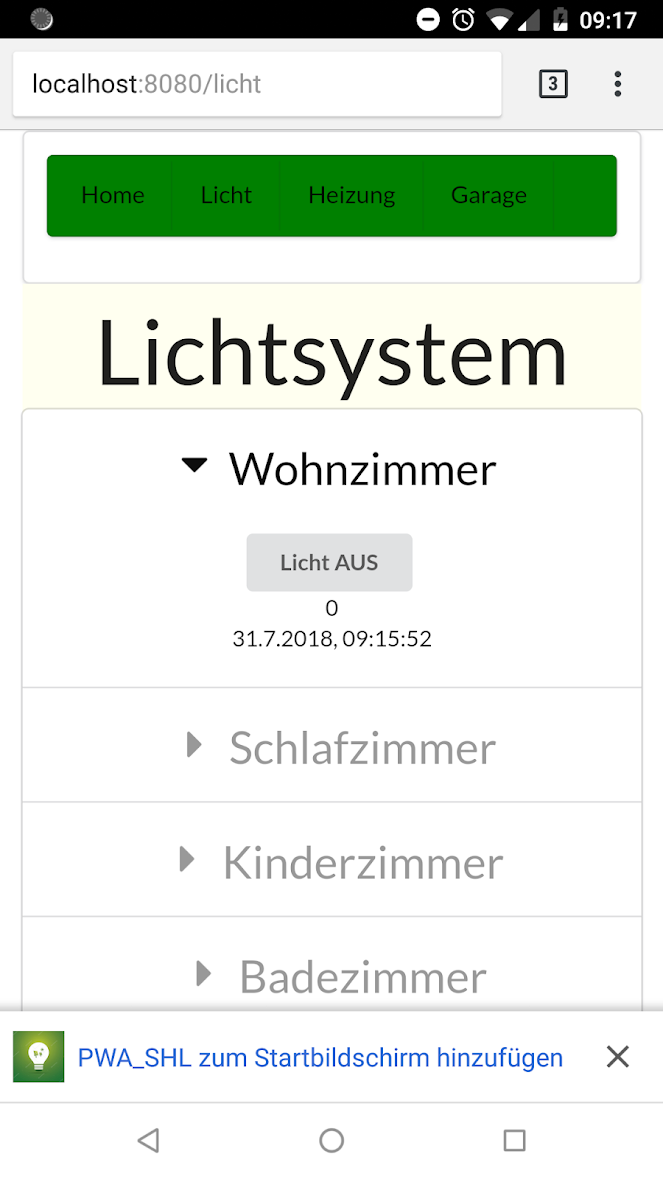 09:17
localhost:8080/licht
3
Home Licht Heizung Garage
Lichtsystem
Wohnzimmer
Licht AUS
0
31.7.2018, 09:15:52
Schlafzimmer
Kinderzimmer
Badezimmer
PWA_SHL zum Startbildschirm hinzufügen